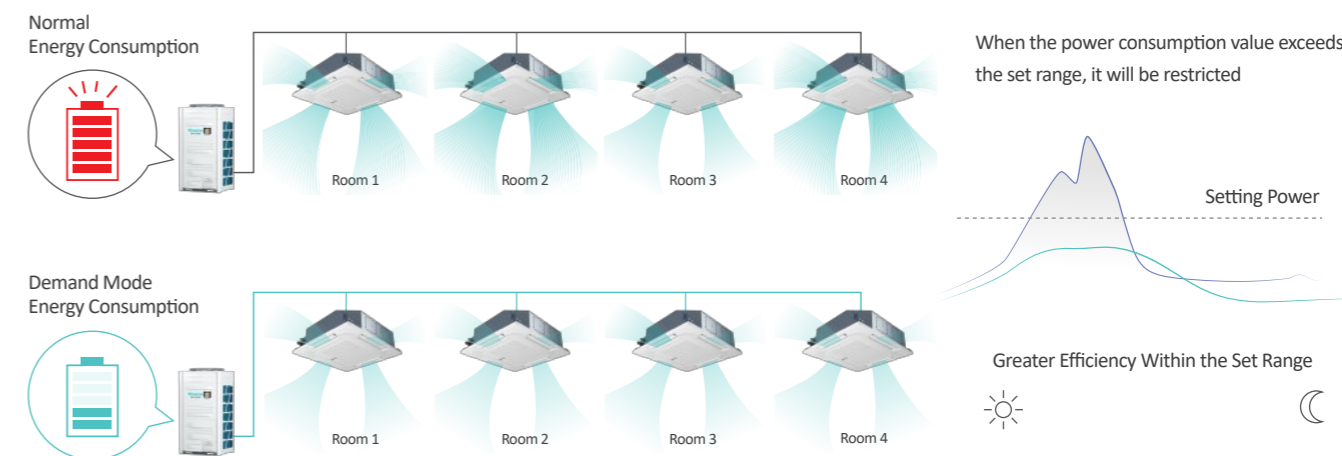 Normal
Energy Consumption
Room 1
Room 2
Room 3
Room 4
When the power consumption value exceeds
the set range, it will be restricted
Setting Power
Demand Mode
Energy Consumption
Room 1
Room 2
Room 3
Room 4
Greater Efficiency Within the Set Range